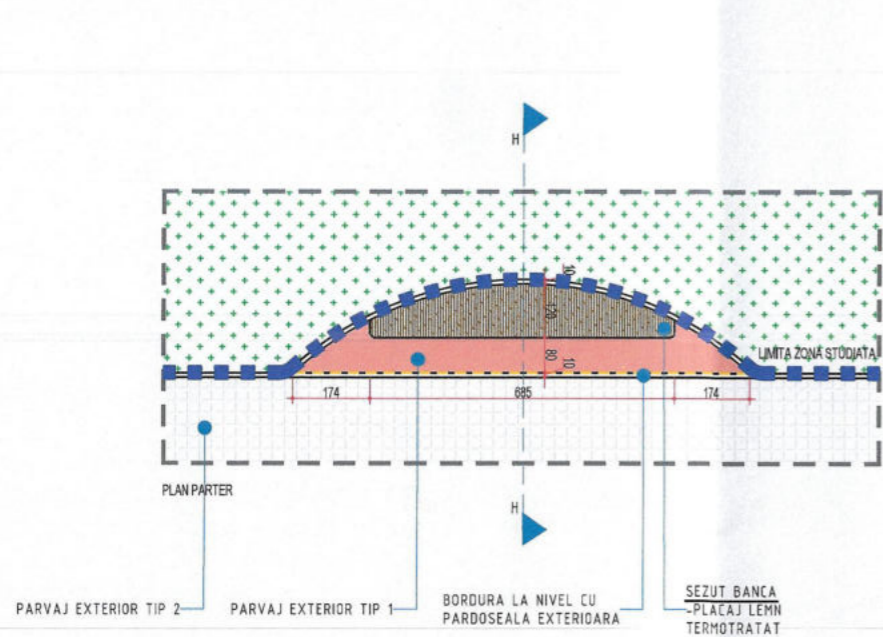 H
10
120
LIMITA ZONA STUDIATA
80
10
174
685
174
PLAN PARTER
H
PARVAJ EXTERIOR TIP 2
PARVAJ EXTERIOR TIP 1
BORDURA LA NIVEL CU
PARDOSEALA EXTERIOARA
SEZUT BANCA
-PLACAJ LEMN
TERMOTRATAT